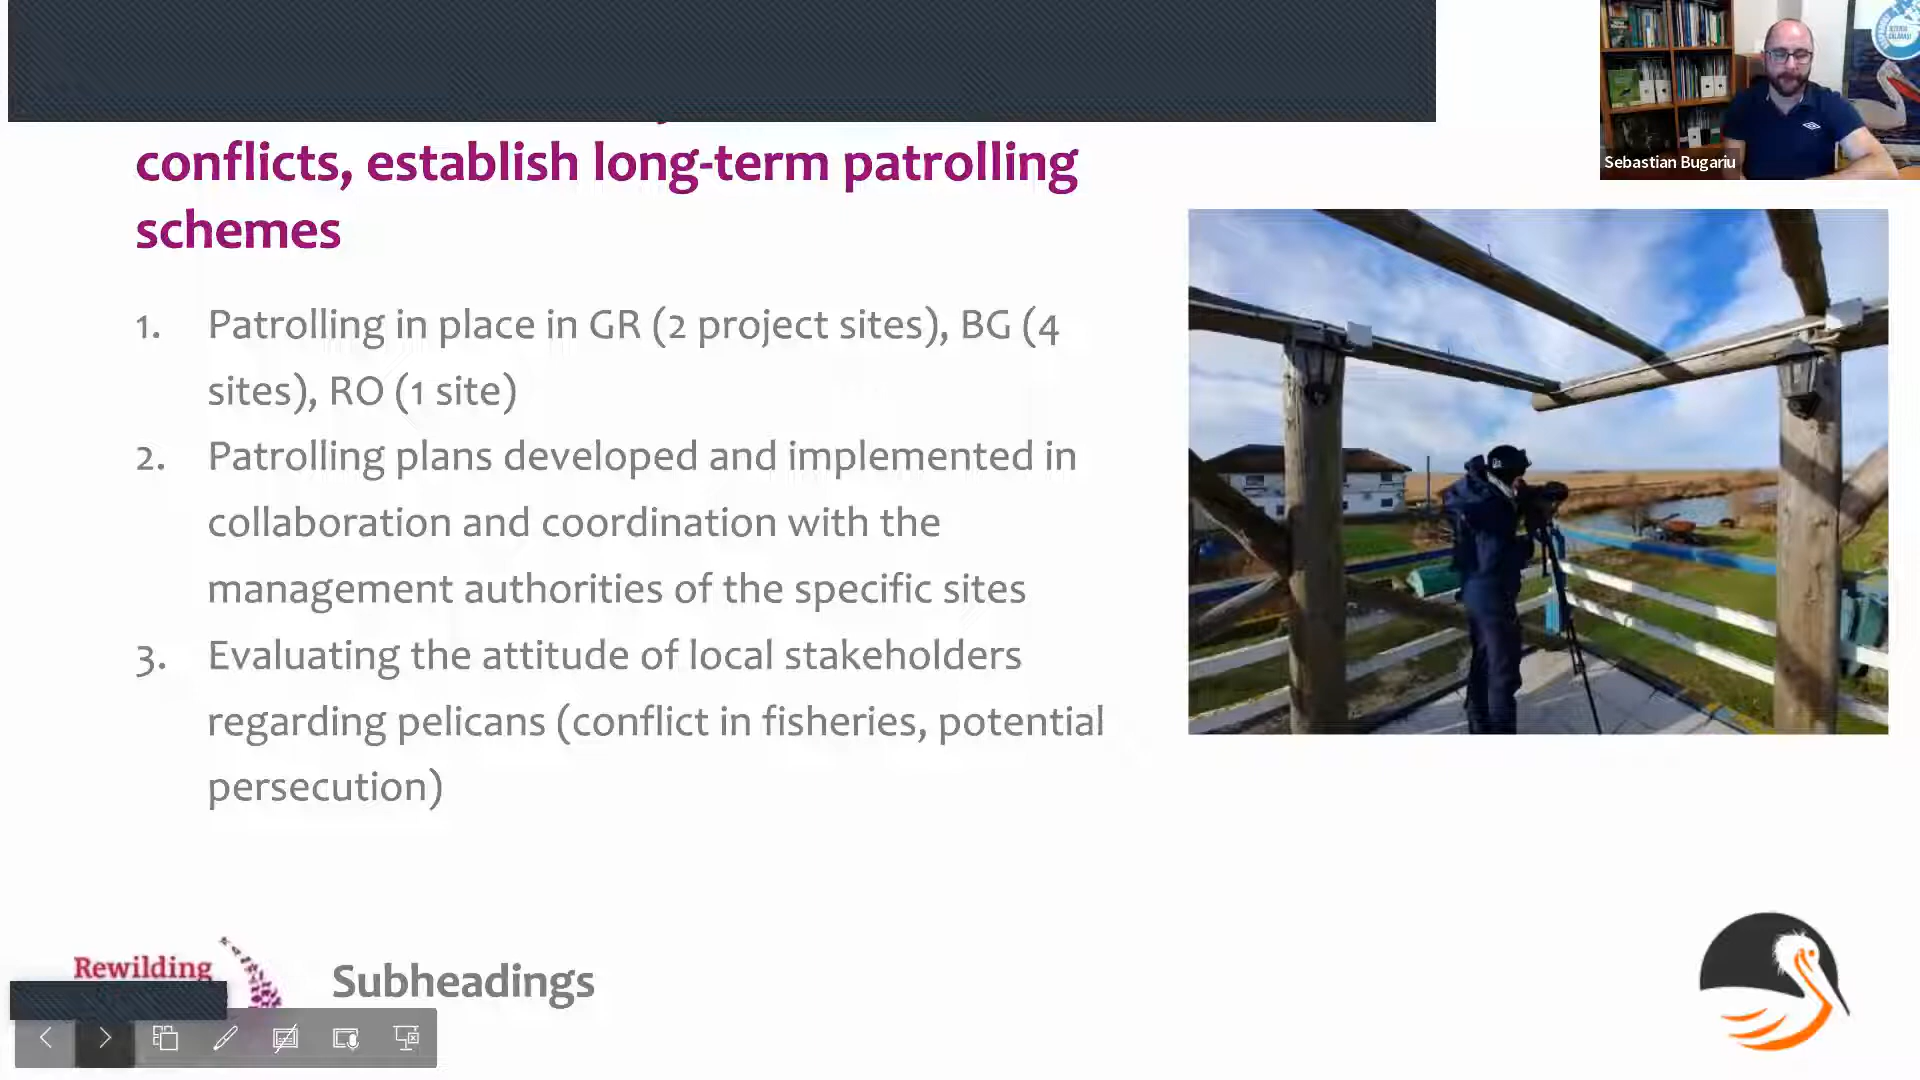 conflicts, establish long-term patrolling
schemes
1. Patrolling in place in GR (2 project sites), BG (4
sites), RO (1 site)
2. Patrolling plans developed and implemented in
collaboration and coordination with the
management authorities of the specific sites
3. Evaluating the attitude of local stakeholders
regarding pelicans (conflict in fisheries, potential
persecution)
Rewilding
Subheadings
Sebastian Bugariu